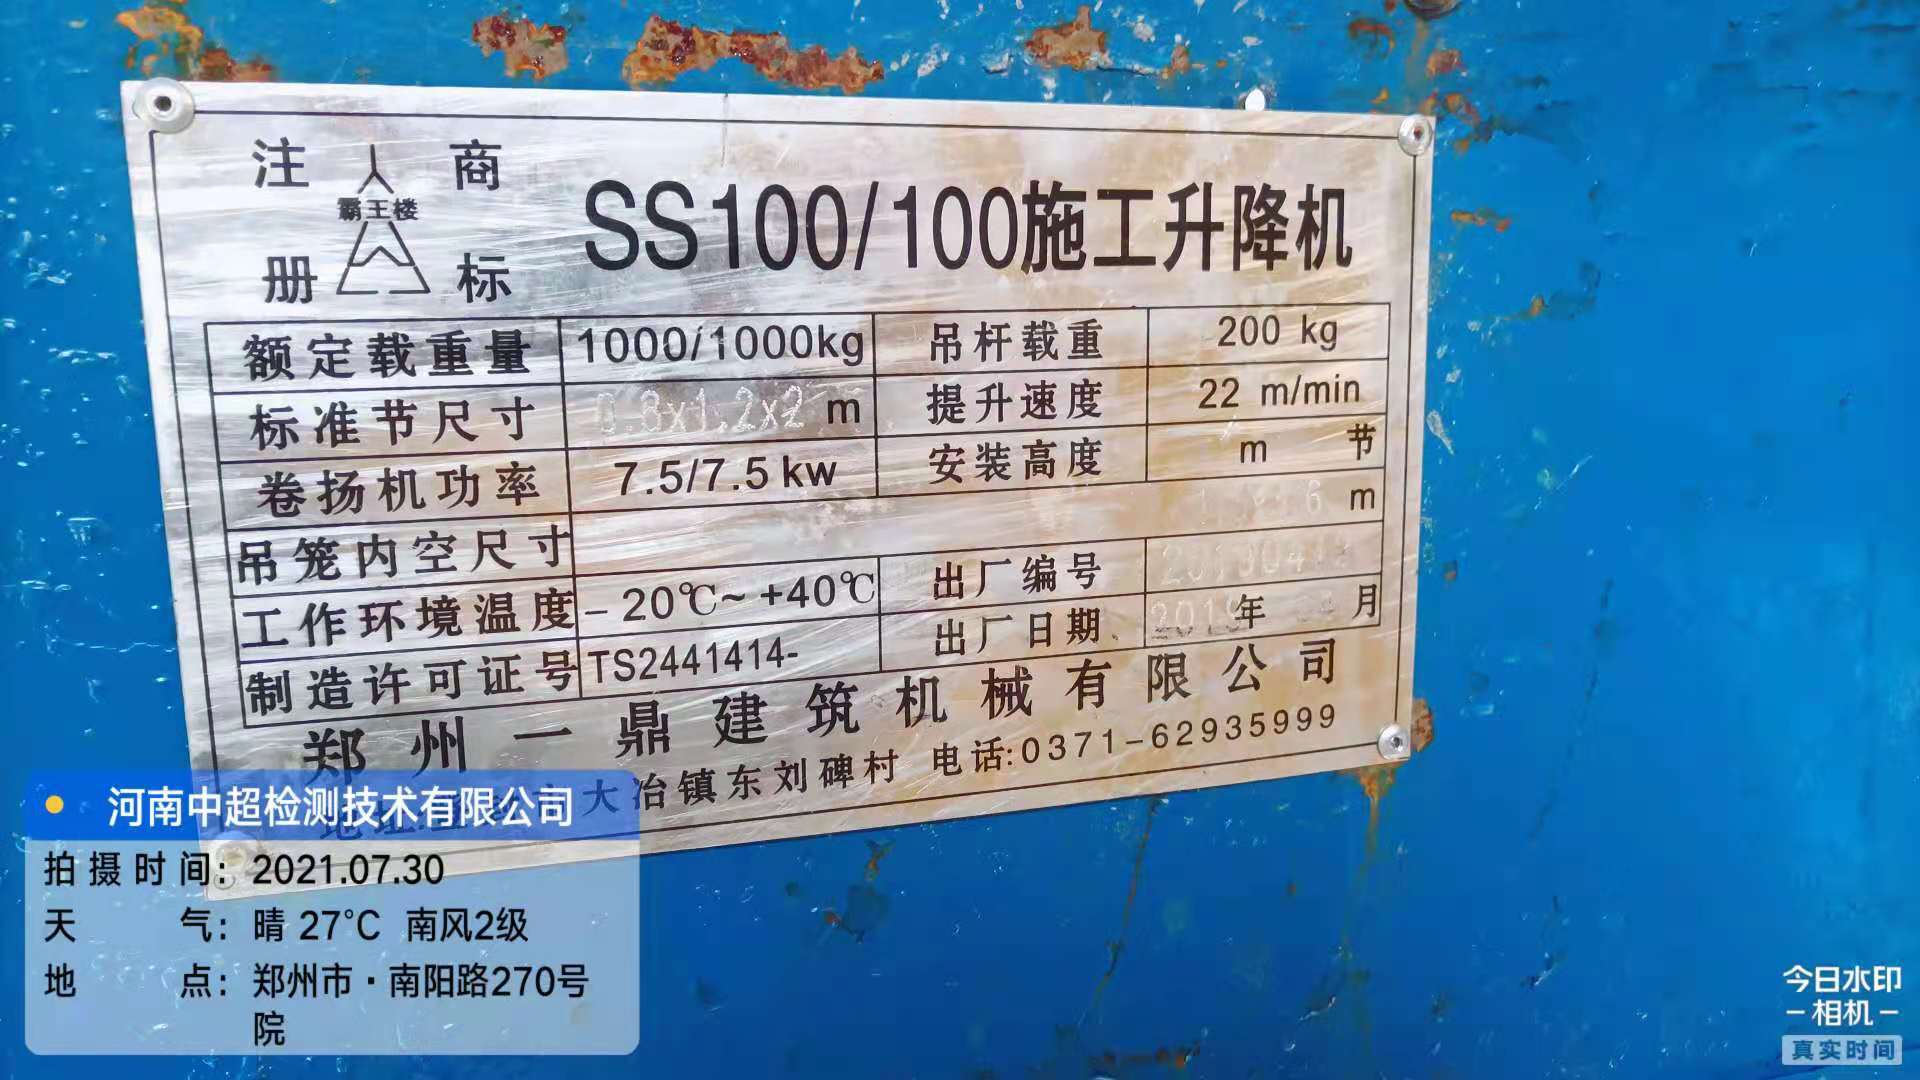 注 商
霸王楼
册 标
SS100/100施工升降机
额定载重量 1000/1000kg 吊杆载重 200 kg
标准节尺寸 0.8x1.2x2 m 提升速度 22 m/min
卷扬机功率 7.5/7.5 kw 安装高度 m 节
吊笼内空尺寸 m
工作环境温度 －20℃~ +40℃ 出厂编号
制造许可证号 TS2441414- 出厂日期 年 月
郑州一鼎建筑机械有限公司
大冶镇东刘碑村 电话:0371-62935999
河南中超检测技术有限公司
拍摄时间：2021.07.30
天气：晴 27℃ 南风2级
地点：郑州市·南阳路270号
院
今日水印
相机
真实时间